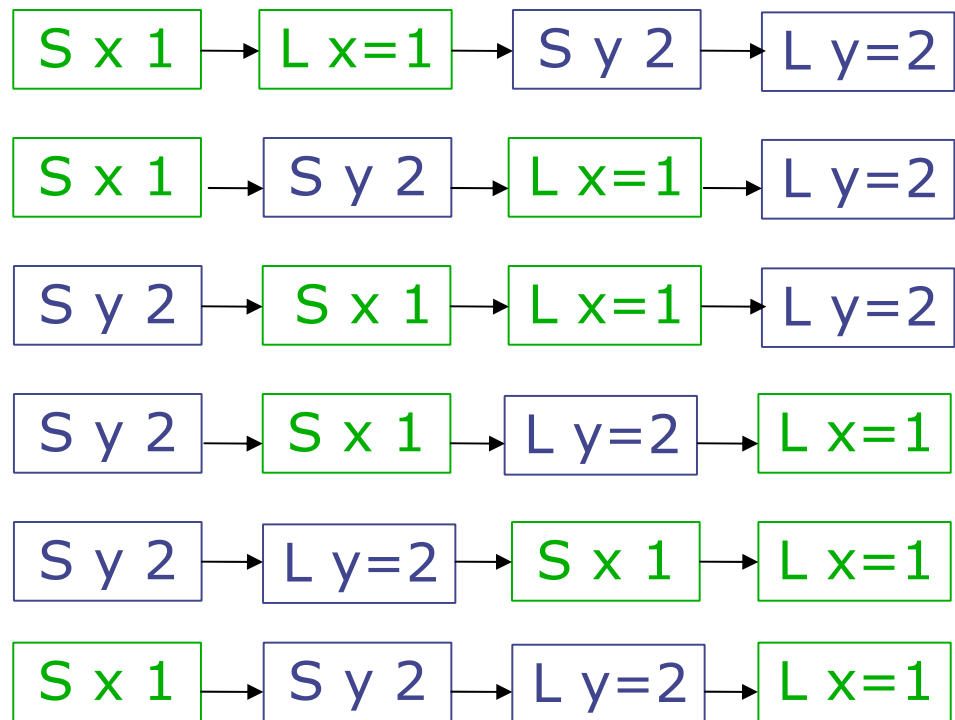 S x 1 L x=1 S y 2 L y=2
S x 1 S y 2 L x=1 L y=2
S y 2 S x 1 L x=1 L y=2
S y 2 S x 1 L y=2 L x=1
S y 2 L y=2 S x 1 L x=1
S x 1 S y 2 L y=2 L x=1